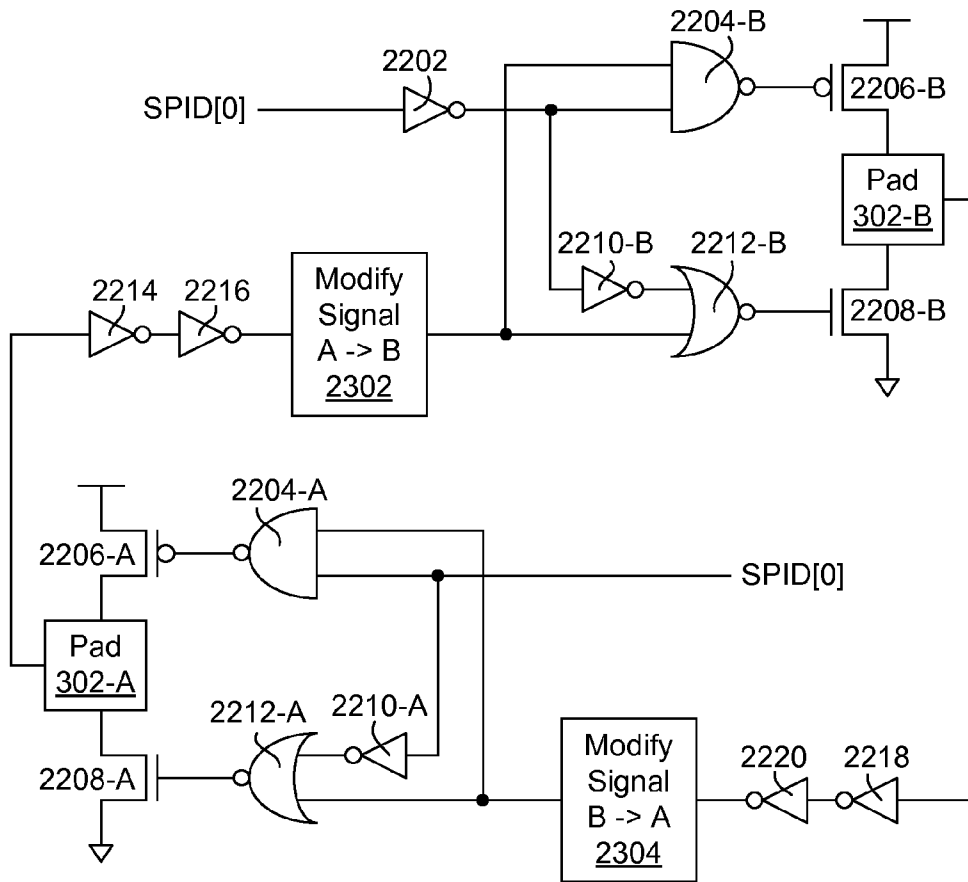 2204-B
2202
SPID[0]
2206-B
Pad
302-B
2210-B
2212-B
2214
2216
Modify
Signal
A -> B
2302
2208-B
2204-A
2206-A
SPID[0]
Pad
302-A
2212-A
2210-A
2208-A
Modify
Signal
B -> A
2304
2220
2218